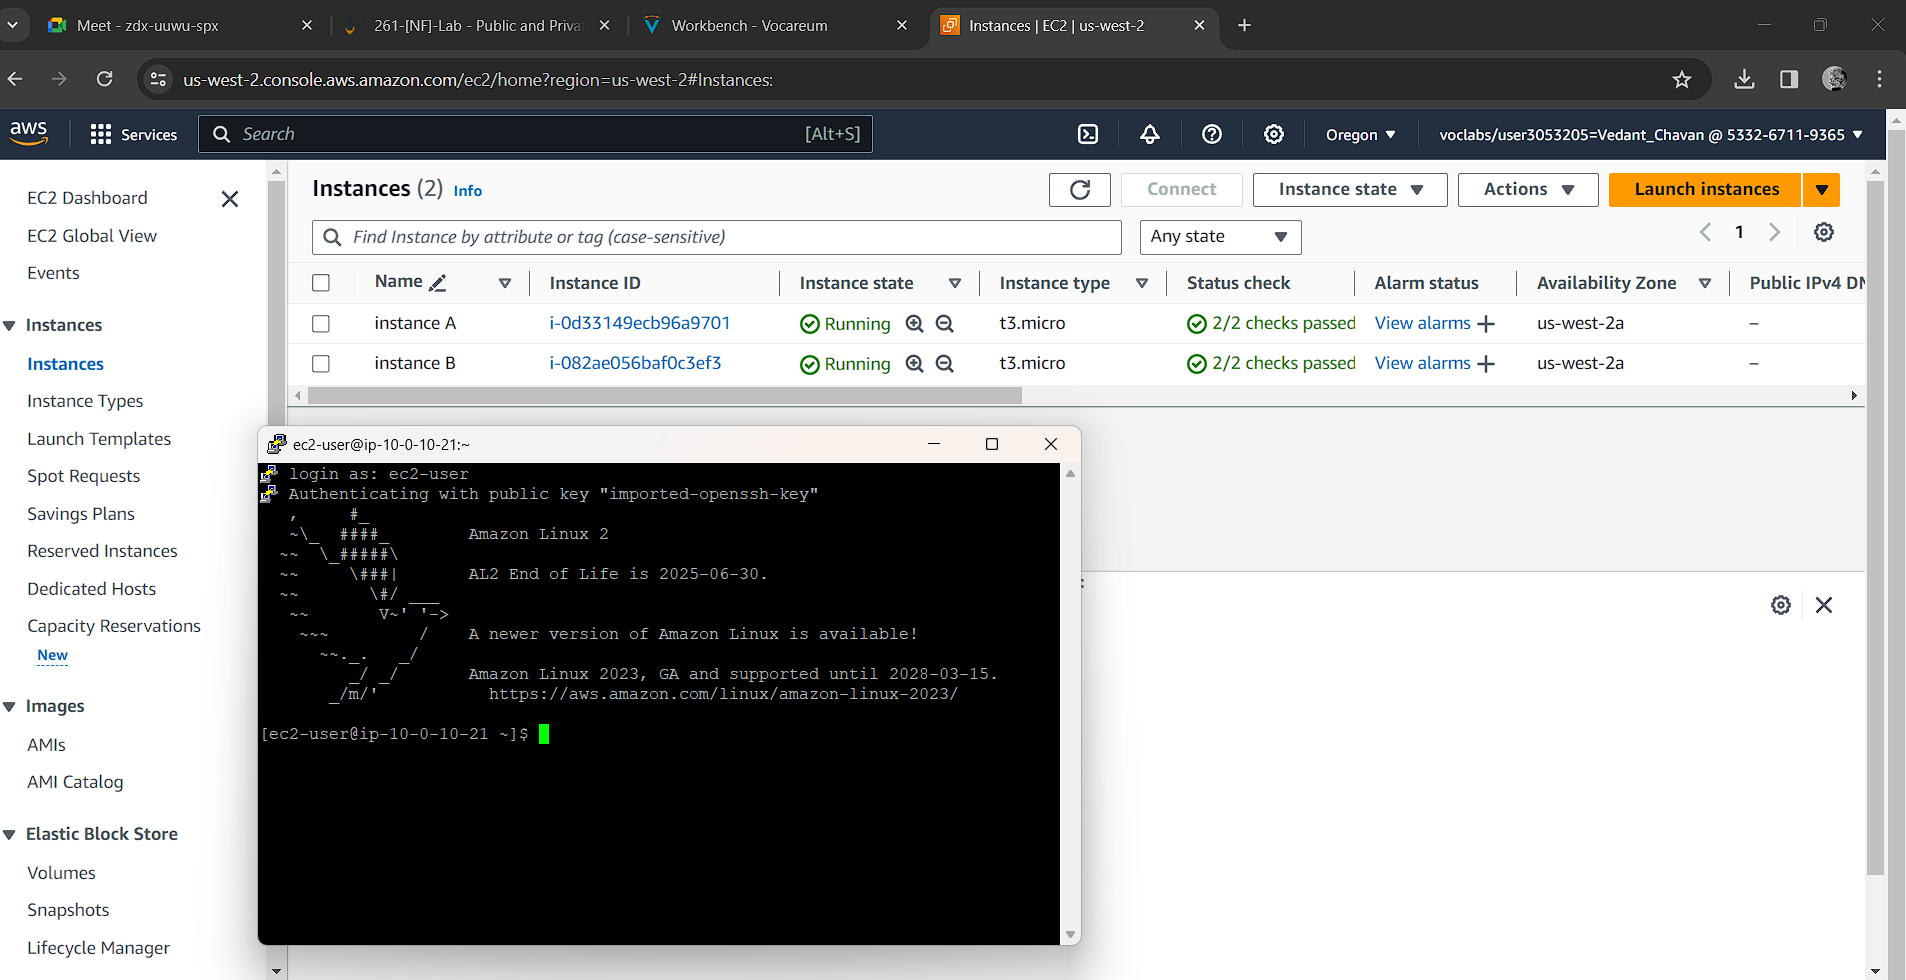 Meet - zdx-uuwu-spx
261-[NF]-Lab - Public and Priva
Workbench - Vocareum
Instances | EC2 | us-west-2
us-west-2.console.aws.amazon.com/ec2/home?region=us-west-2#Instances:
aws
Services
Search
[Alt+S]
Oregon
voclabs/user3053205=Vedant_Chavan @ 5332-6711-9365
EC2 Dashboard
EC2 Global View
Events
Instances
Instances
Instance Types
Launch Templates
Spot Requests
Savings Plans
Reserved Instances
Dedicated Hosts
Capacity Reservations
New
Images
AMIs
AMI Catalog
Elastic Block Store
Volumes
Snapshots
Lifecycle Manager
Instances (2) Info
Connect
Instance state
Actions
Launch instances
Find Instance by attribute or tag (case-sensitive)
Any state
1
Name Instance ID Instance state Instance type Status check Alarm status Availability Zone Public IPv4 DN
instance A i-0d33149ecb96a9701 Running t3.micro 2/2 checks passed View alarms + us-west-2a –
instance B i-082ae056baf0c3ef3 Running t3.micro 2/2 checks passed View alarms + us-west-2a –
ec2-user@ip-10-0-10-21:~
login as: ec2-user
Authenticating with public key "imported-openssh-key"
   ,     #_
   ~\_  ####_        Amazon Linux 2
  ~~  \_#####\
  ~~     \###|       AL2 End of Life is 2025-06-30.
  ~~       \#/ ___
   ~~       V~' '->
    ~~~         /    A newer version of Amazon Linux is available!
      ~~._.   _/
         _/ _/       Amazon Linux 2023, GA and supported until 2028-03-15.
       _/m/'           https://aws.amazon.com/linux/amazon-linux-2023/
[ec2-user@ip-10-0-10-21 ~]$